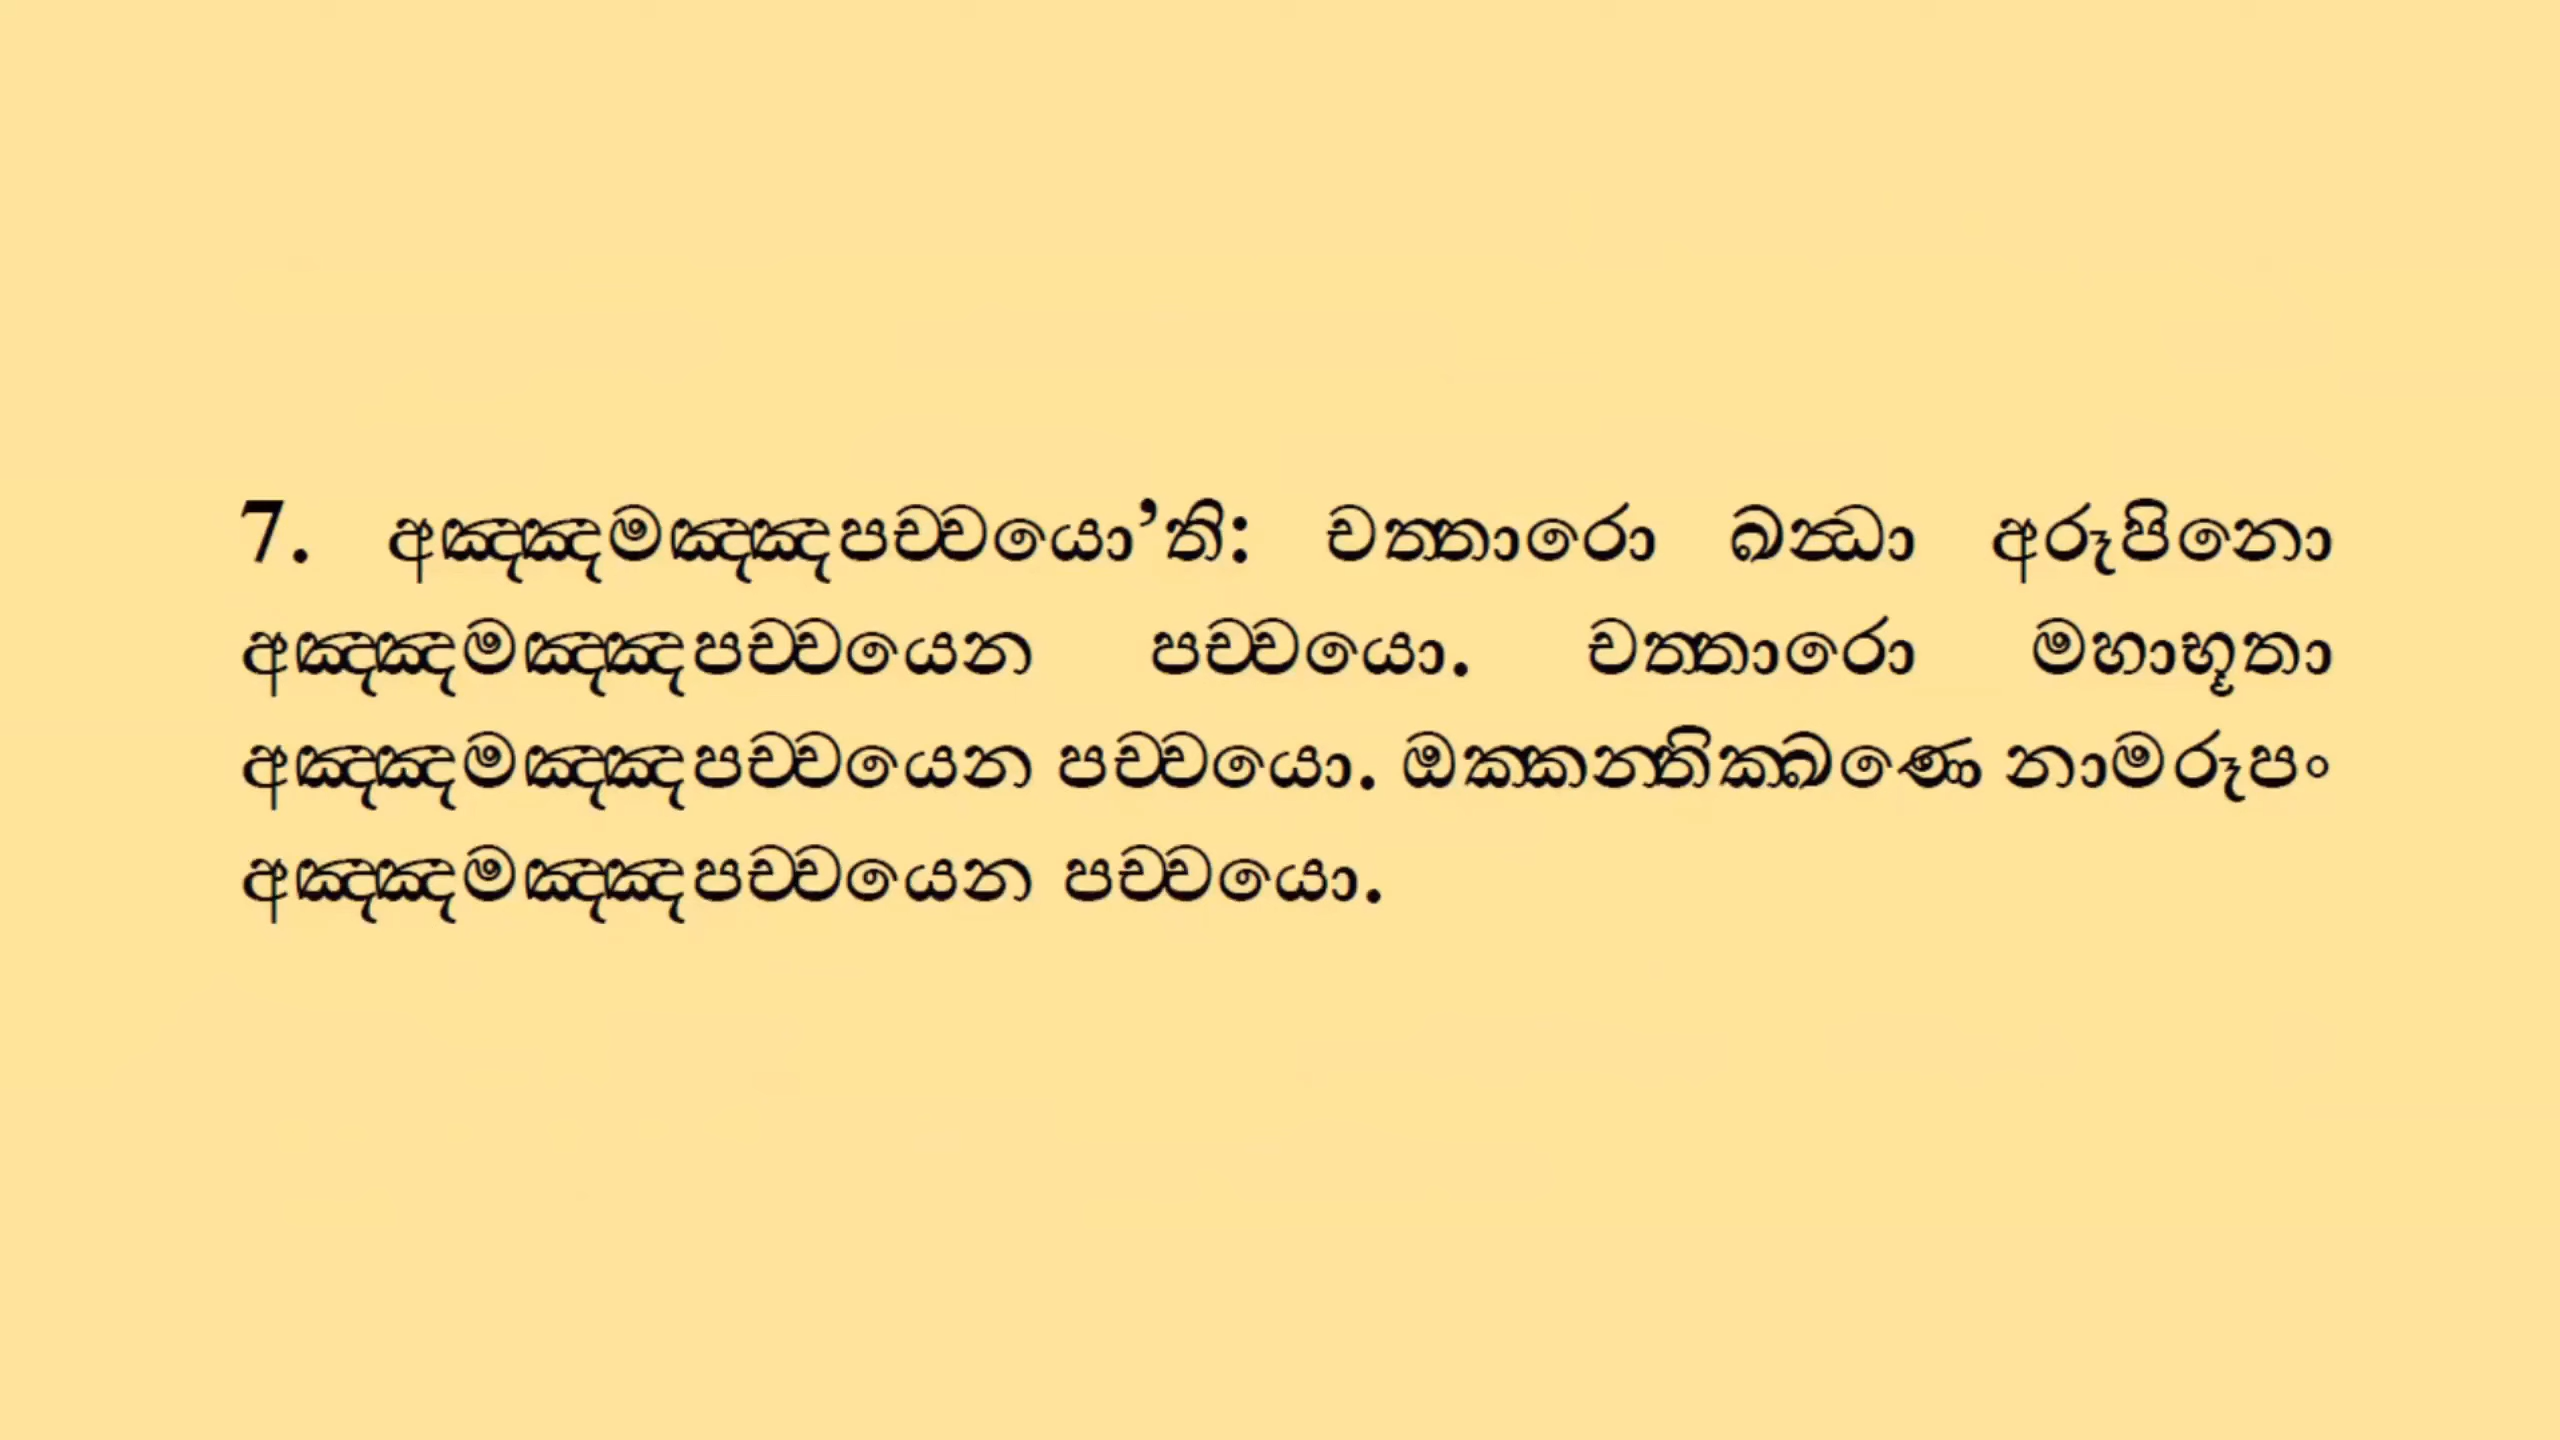 7. අඤ‍්‍ඤමඤ‍්‍ඤපච‍්චයො’ති: චත‍්තාරො ඛන්‍ධා අරූපිනො
අඤ‍්‍ඤමඤ‍්‍ඤපච‍්චයෙන පච‍්චයො. චත‍්තාරො මහාභූතා
අඤ‍්‍ඤමඤ‍්‍ඤපච‍්චයෙන පච‍්චයො. ඔක‍්කන‍්තික‍්ඛණෙ නාමරූපං
අඤ‍්‍ඤමඤ‍්‍ඤපච‍්චයෙන පච‍්චයො.